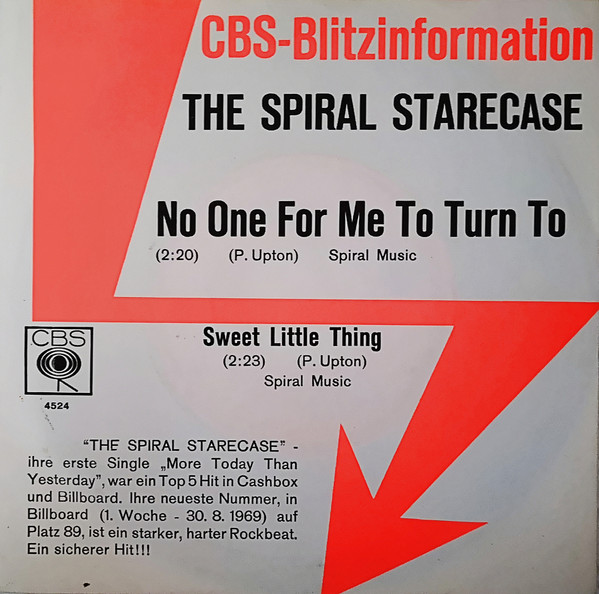 CBS-Blitzinformation
THE SPIRAL STARECASE
No One For Me To Turn To
(2:20) (P. Upton) Spiral Music
Sweet Little Thing
(2:23) (P. Upton)
Spiral Music
CBS
4524
"THE SPIRAL STARECASE" -
ihre erste Single „More Today Than
Yesterday", war ein Top 5 Hit in Cashbox
und Billboard. Ihre neueste Nummer, in
Billboard (1. Woche - 30. 8. 1969) auf
Platz 89, ist ein starker, harter Rockbeat.
Ein sicherer Hit!!!